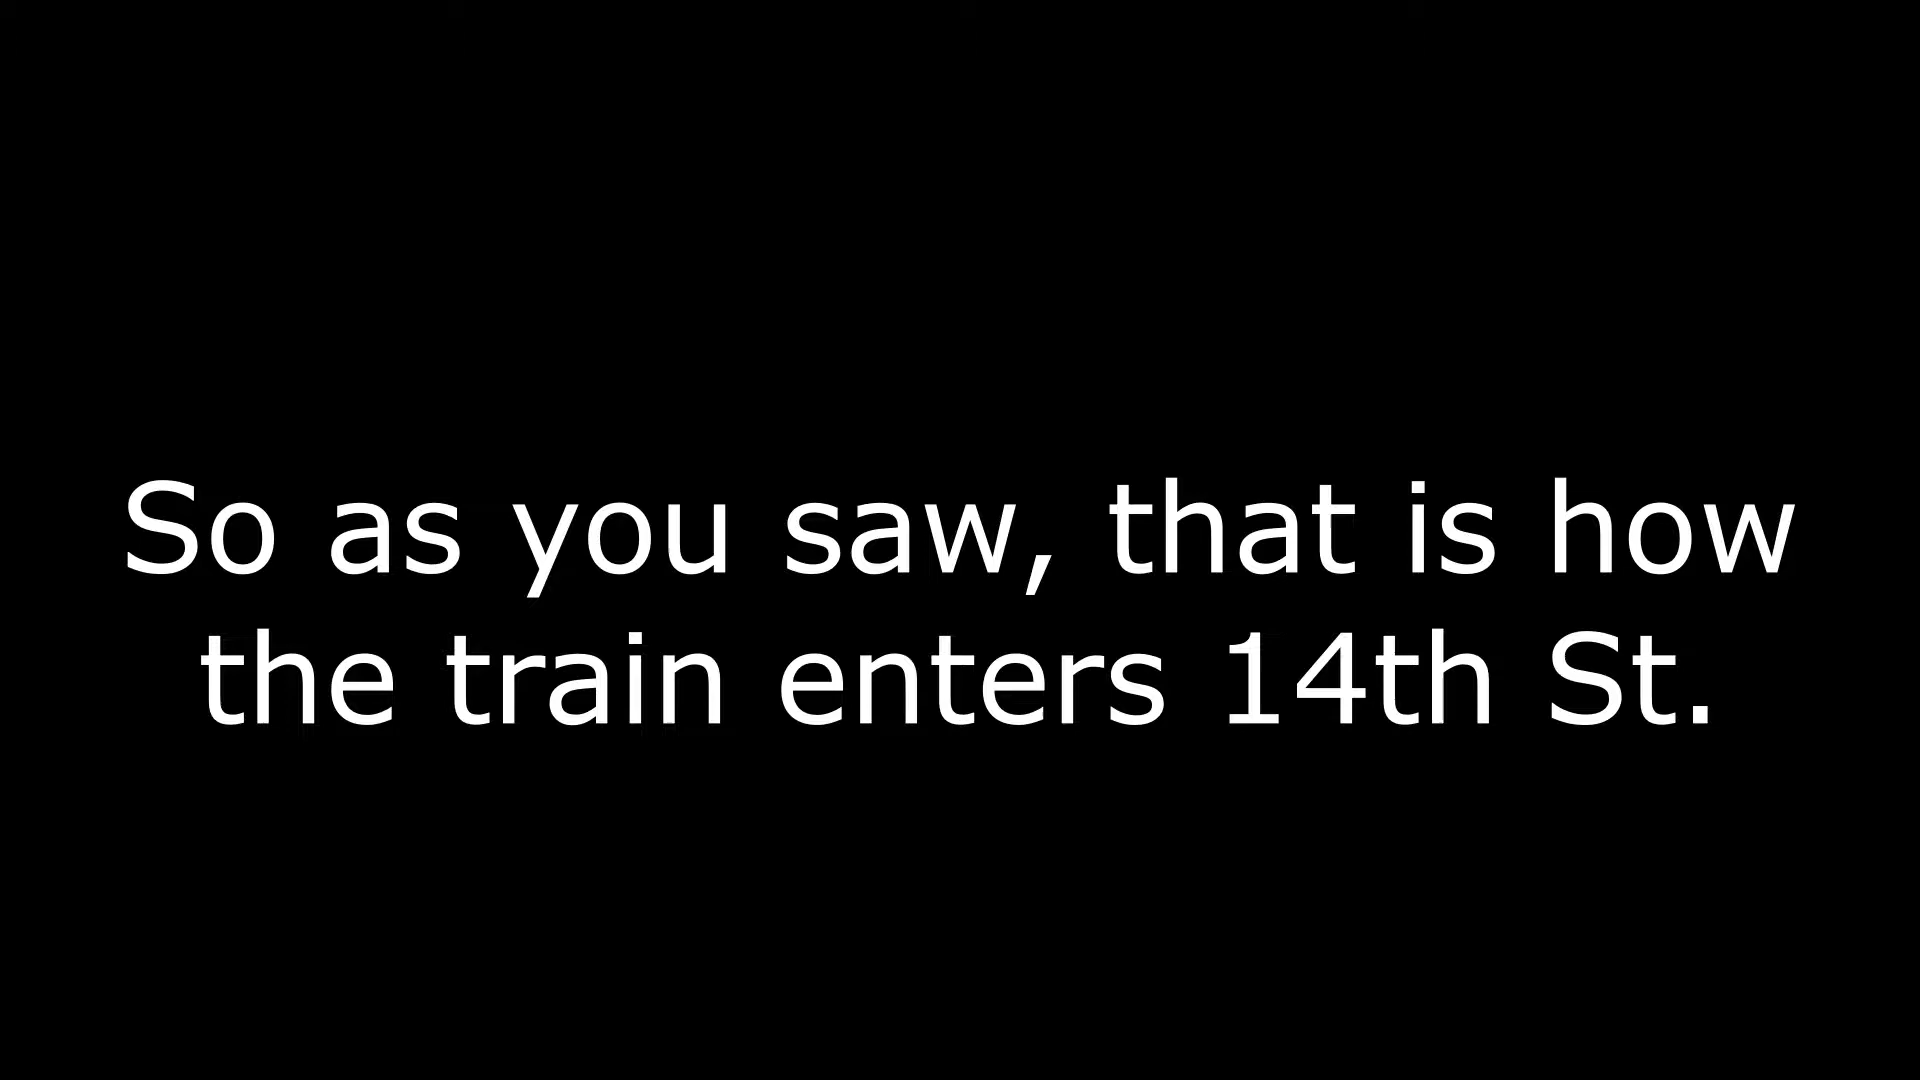 So as you saw, that is how
the train enters 14th St.